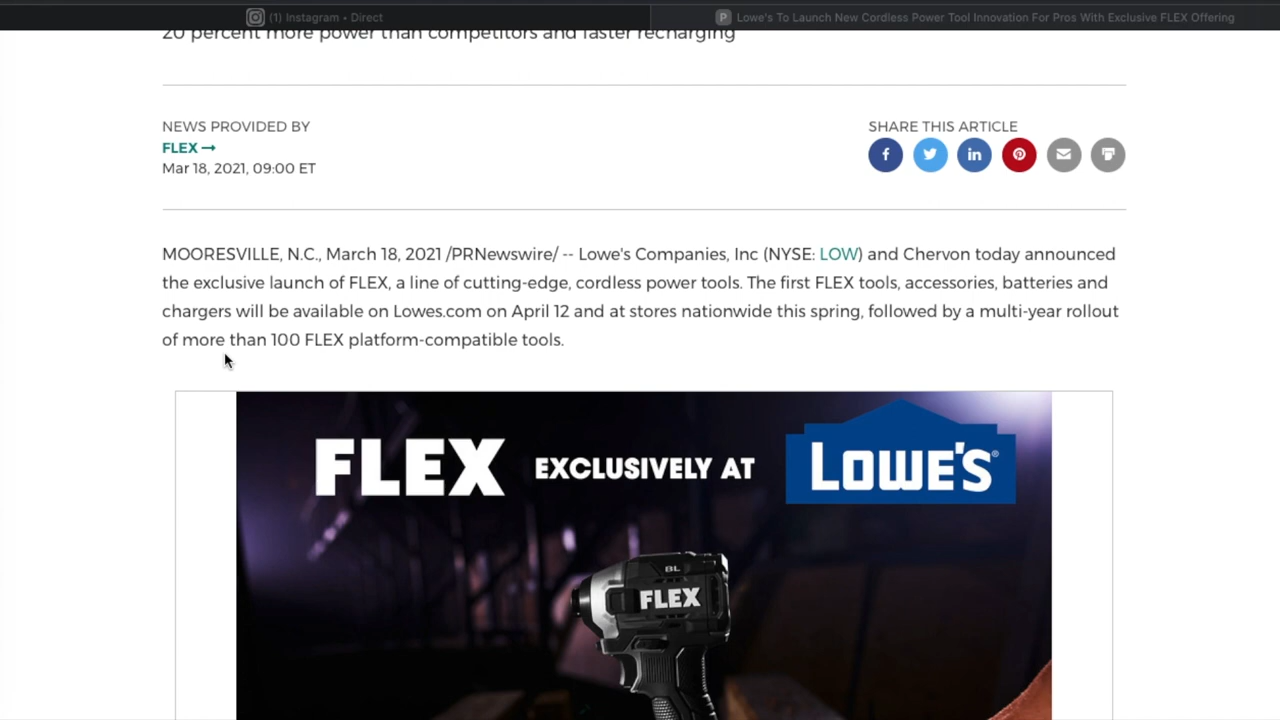 (1) Instagram • Direct
Lowe's To Launch New Cordless Power Tool Innovation For Pros With Exclusive FLEX Offering
20 percent more power than competitors and faster recharging
NEWS PROVIDED BY
FLEX →
Mar 18, 2021, 09:00 ET
SHARE THIS ARTICLE
MOORESVILLE, N.C., March 18, 2021 /PRNewswire/ -- Lowe's Companies, Inc (NYSE: LOW) and Chervon today announced
the exclusive launch of FLEX, a line of cutting-edge, cordless power tools. The first FLEX tools, accessories, batteries and
chargers will be available on Lowes.com on April 12 and at stores nationwide this spring, followed by a multi-year rollout
of more than 100 FLEX platform-compatible tools.
FLEX EXCLUSIVELY AT LOWE'S®
BL
FLEX